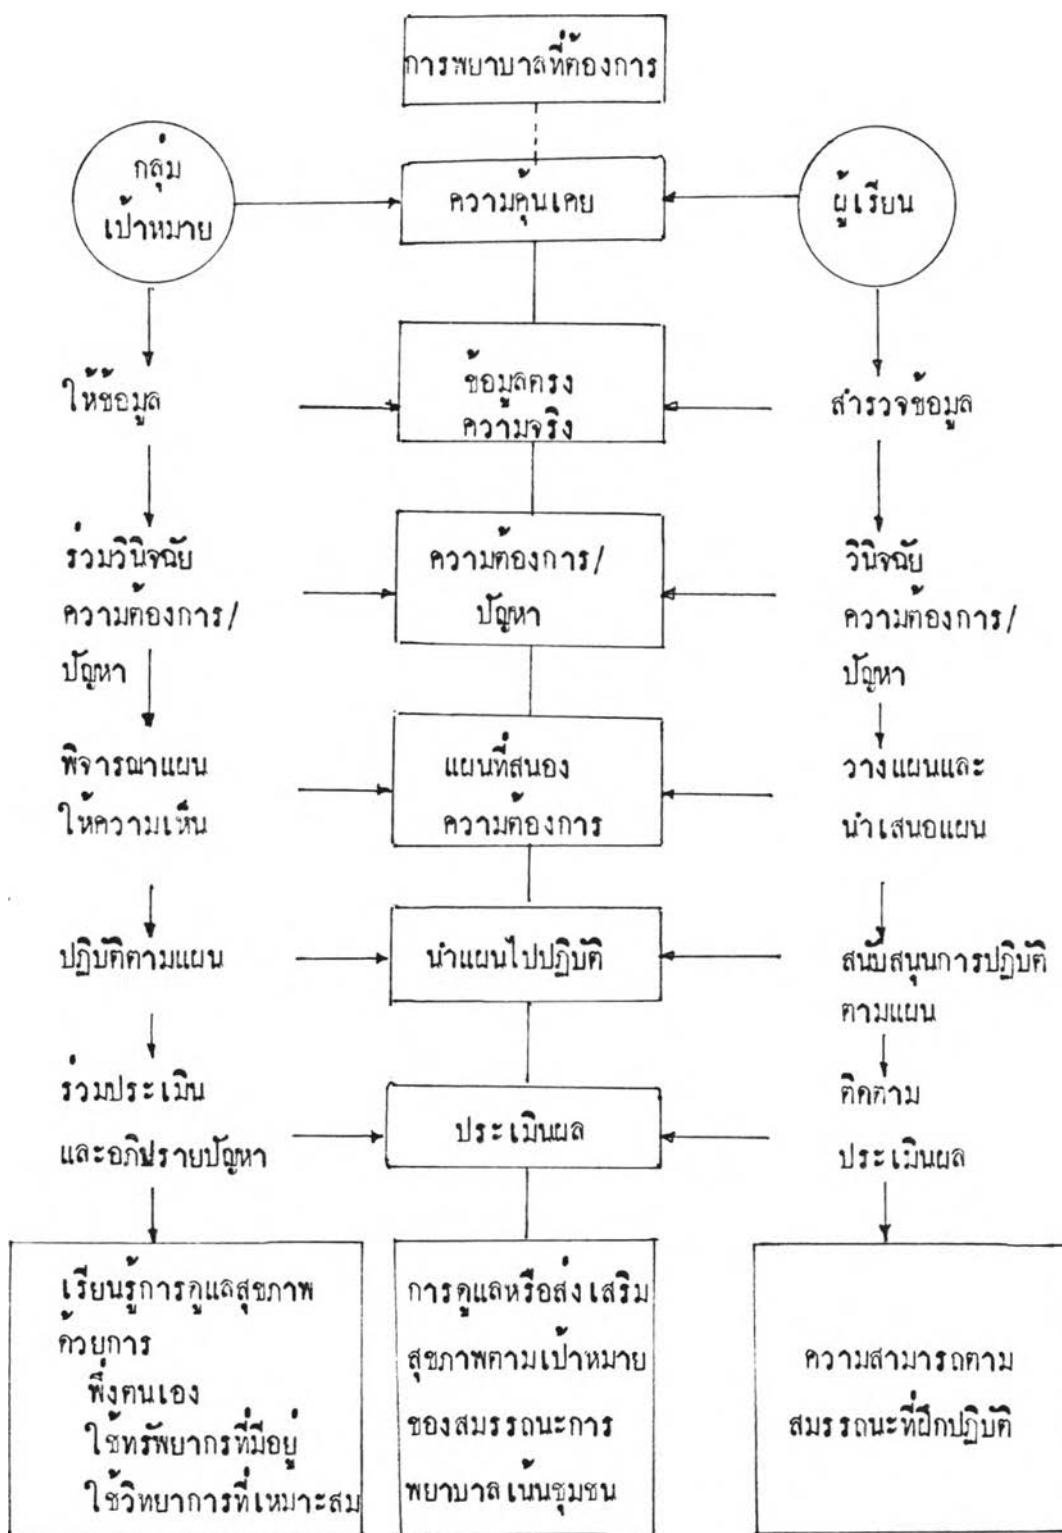 การพยาบาลที่ต้องการ
กลุ่ม
เป้าหมาย
ความคุ้นเคย
ผู้เรียน
ให้ข้อมูล
ข้อมูลตรง
ความจริง
สำรวจข้อมูล
ร่วมวินิจฉัย
ความต้องการ/
ปัญหา
ความต้องการ/
ปัญหา
วินิจฉัย
ความต้องการ/
ปัญหา
พิจารณาแผน
ให้ความเห็น
แผนที่สนอง
ความต้องการ
วางแผนและ
นำเสนอแผน
ปฏิบัติตามแผน
นำแผนไปปฏิบัติ
สนับสนุนการปฏิบัติ
ตามแผน
ร่วมประเมิน
และอภิปรายปัญหา
ประเมินผล
ติดตาม
ประเมินผล
เรียนรู้การดูแลสุขภาพ
ด้วยการ
พึ่งตนเอง
ใช้ทรัพยากรที่มีอยู่
ใช้วิทยาการที่เหมาะสม
การดูแลหรือส่งเสริม
สุขภาพตามเป้าหมาย
ของสมรรถนะการ
พยาบาลเน้นชุมชน
ความสามารถตาม
สมรรถนะที่ฝึกปฏิบัติ